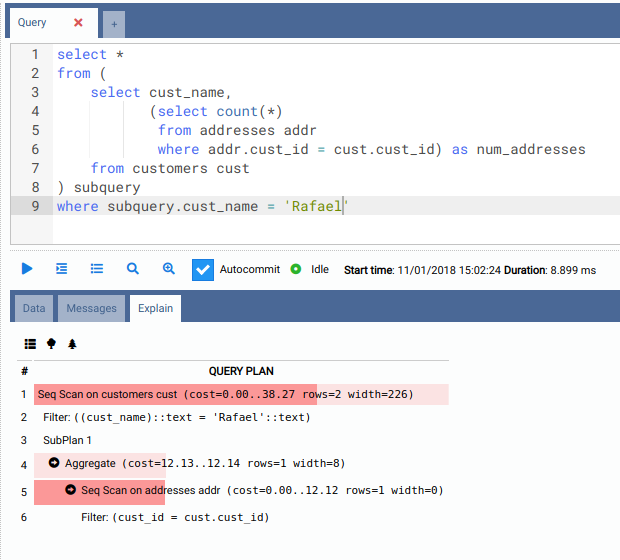 Query
+
1 select *
2 from (
3 select cust_name,
4 (select count(*)
5 from addresses addr
6 where addr.cust_id = cust.cust_id) as num_addresses
7 from customers cust
8 ) subquery
9 where subquery.cust_name = 'Rafael'
Autocommit Idle Start time: 11/01/2018 15:02:24 Duration: 8.899 ms
Data Messages Explain
# QUERY PLAN
1 Seq Scan on customers cust (cost=0.00..38.27 rows=2 width=226)
2 Filter: ((cust_name)::text = 'Rafael'::text)
3 SubPlan 1
4 Aggregate (cost=12.13..12.14 rows=1 width=8)
5 Seq Scan on addresses addr (cost=0.00..12.12 rows=1 width=0)
6 Filter: (cust_id = cust.cust_id)